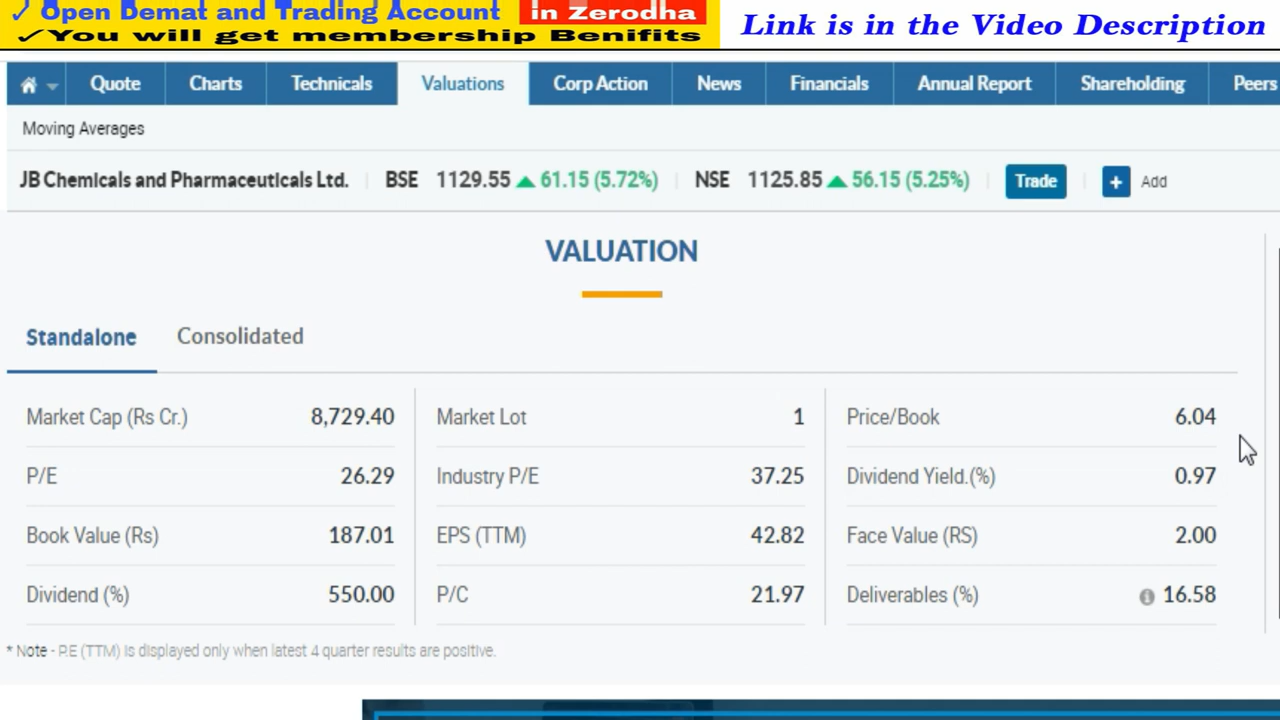 ✓ Open Demat and Trading Account In Zerodha
✓You will get membership Benifits
Link is in the Video Description
Quote Charts Technicals Valuations Corp Action News Financials Annual Report Shareholding Peers
Moving Averages
JB Chemicals and Pharmaceuticals Ltd. BSE 1129.55 ▲ 61.15 (5.72%) NSE 1125.85 ▲ 56.15 (5.25%) Trade + Add
VALUATION
Standalone Consolidated
Market Cap (Rs Cr.) 8,729.40 Market Lot 1 Price/Book 6.04
P/E 26.29 Industry P/E 37.25 Dividend Yield.(%) 0.97
Book Value (Rs) 187.01 EPS (TTM) 42.82 Face Value (RS) 2.00
Dividend (%) 550.00 P/C 21.97 Deliverables (%) 16.58
* Note - P.E (TTM) is displayed only when latest 4 quarter results are positive.